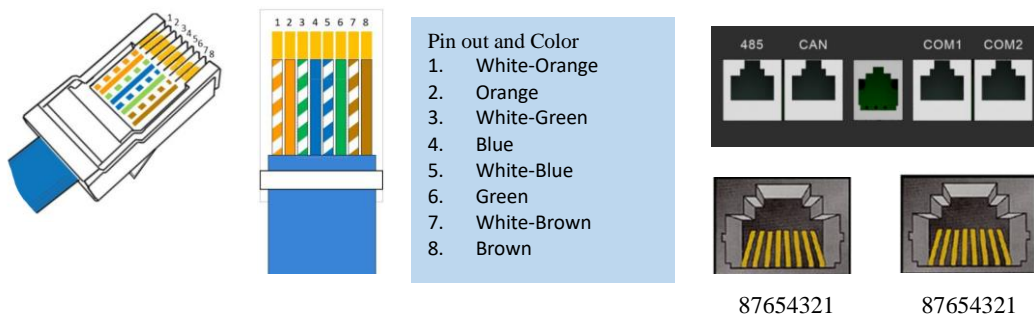 12345678
1 2 3 4 5 6 7 8
Pin out and Color
1. White-Orange
2. Orange
3. White-Green
4. Blue
5. White-Blue
6. Green
7. White-Brown
8. Brown
485 CAN COM1 COM2
87654321 87654321